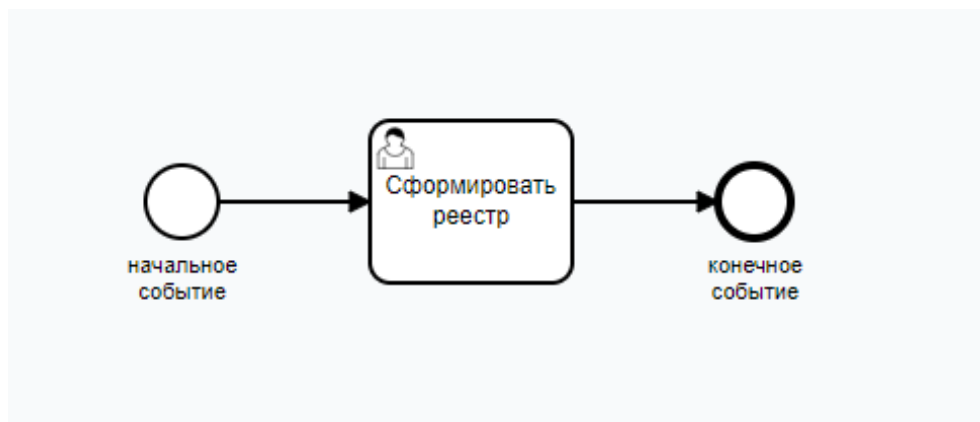 Сформировать
реестр
начальное
событие
конечное
событие